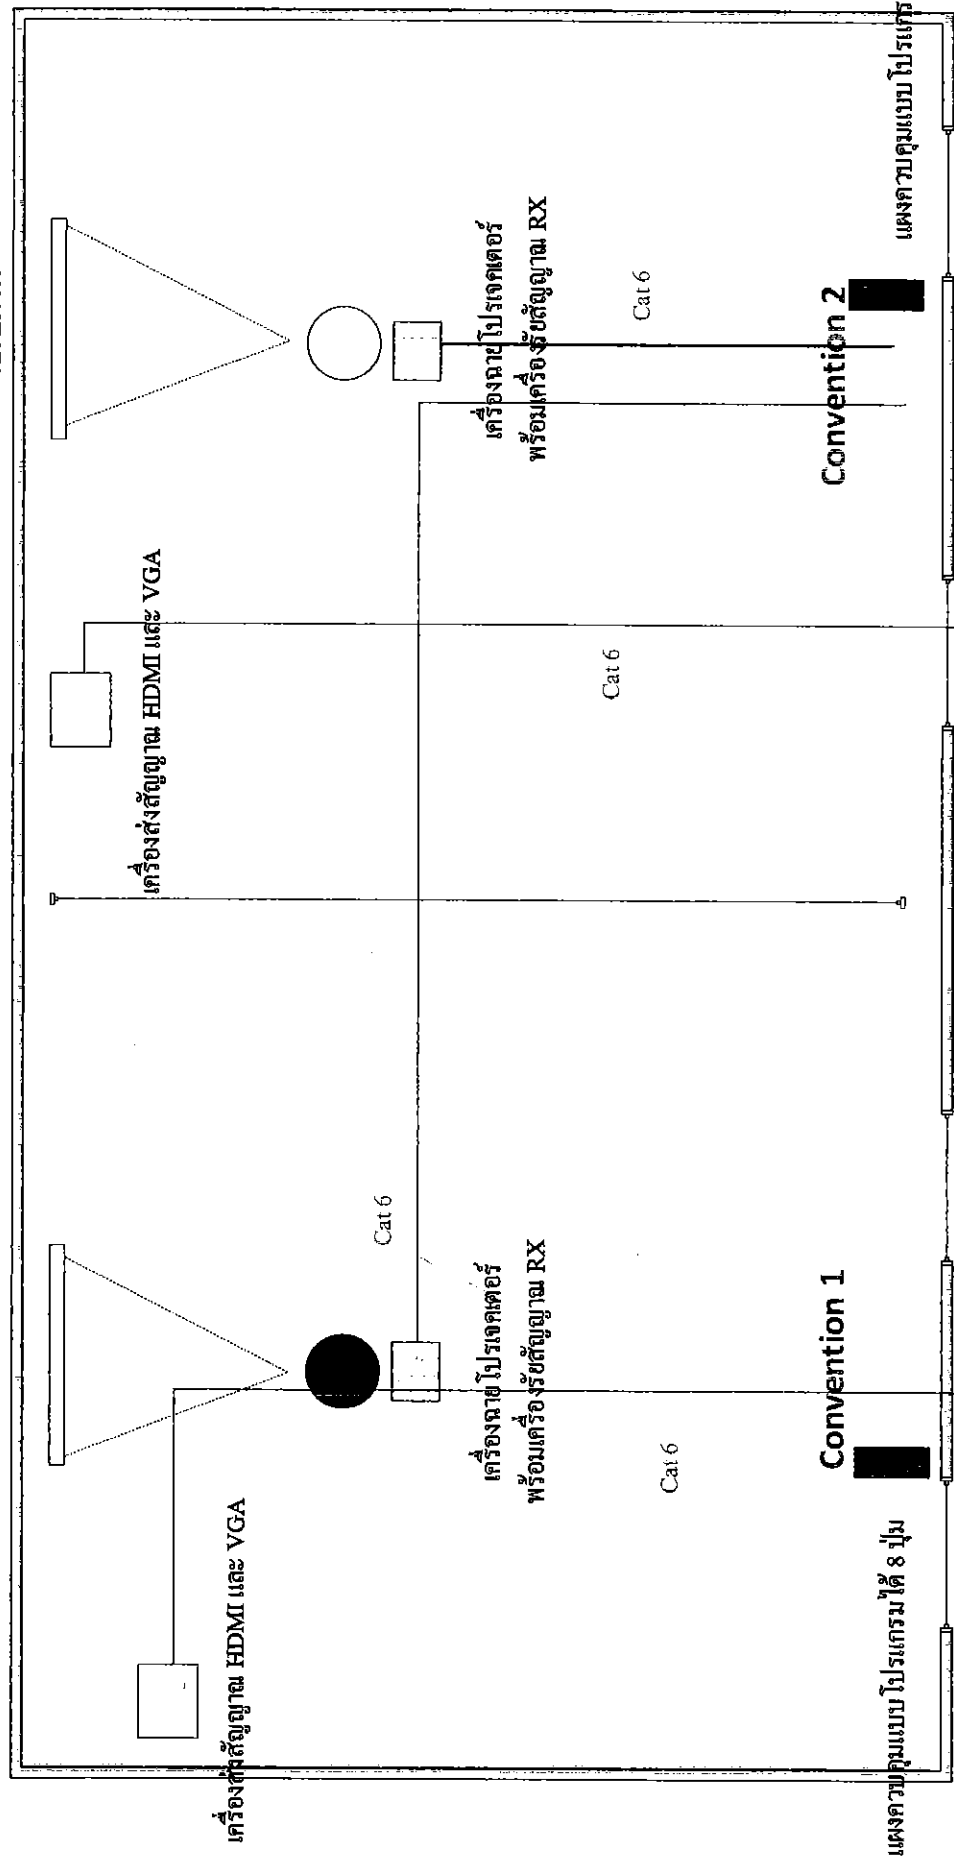 เครื่องส่งสัญญาณ HDMI และ VGA
เครื่องส่งสัญญาณ HDMI และ VGA
Cat 6
เครื่องฉายโปรเจคเตอร์
พร้อมเครื่องรับสัญญาณ RX
เครื่องฉายโปรเจคเตอร์
พร้อมเครื่องรับสัญญาณ RX
Cat 6
Cat 6
Cat 6
Convention 1
Convention 2
แผงควบคุมแบบโปรแกรมได้ 8 ปุ่ม
แผงควบคุมแบบโปรแกร